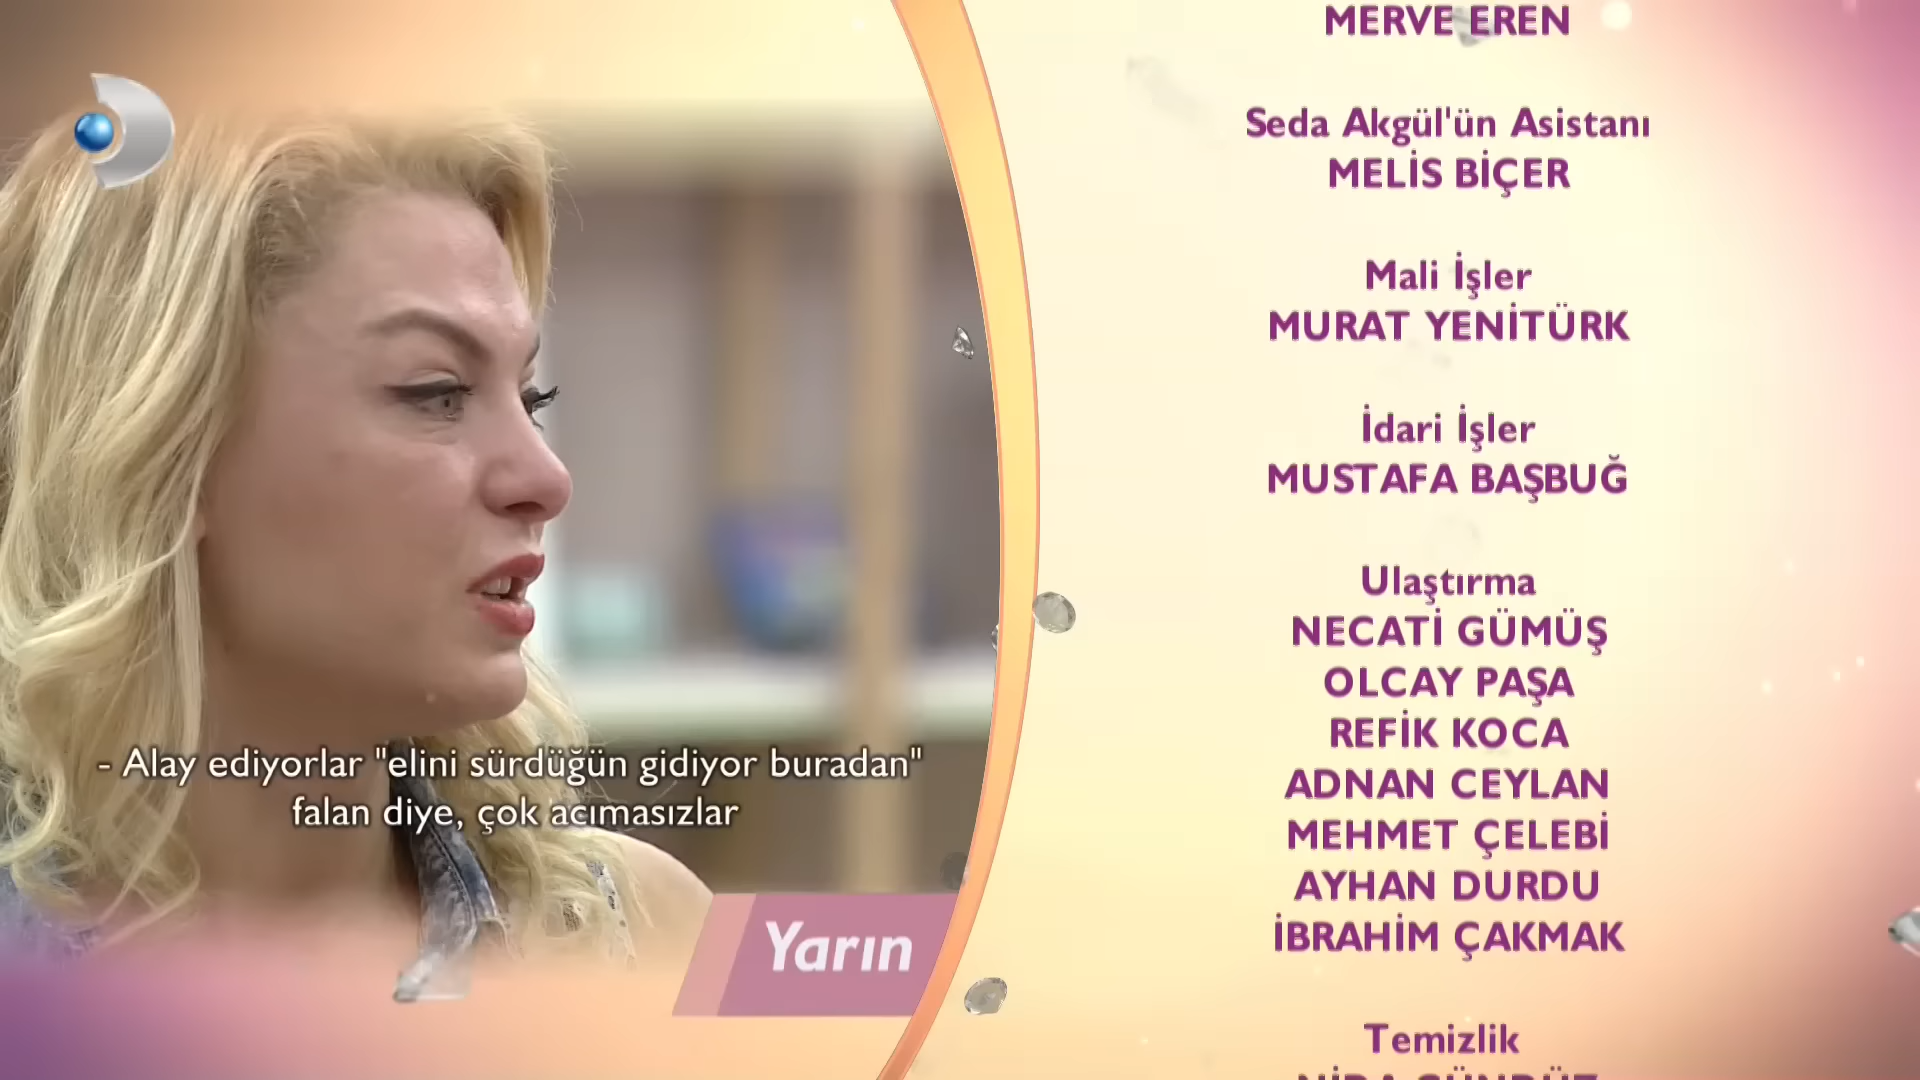 - Alay ediyorlar "elini sürdüğün gidiyor buradan"
falan diye, çok acımasızlar
Yarın
MERVE EREN
Seda Akgül'ün Asistanı
MELİS BİÇER
Mali İşler
MURAT YENİTÜRK
İdari İşler
MUSTAFA BAŞBUĞ
Ulaştırma
NECATİ GÜMÜŞ
OLCAY PAŞA
REFİK KOCA
ADNAN CEYLAN
MEHMET ÇELEBİ
AYHAN DURDU
İBRAHİM ÇAKMAK
Temizlik